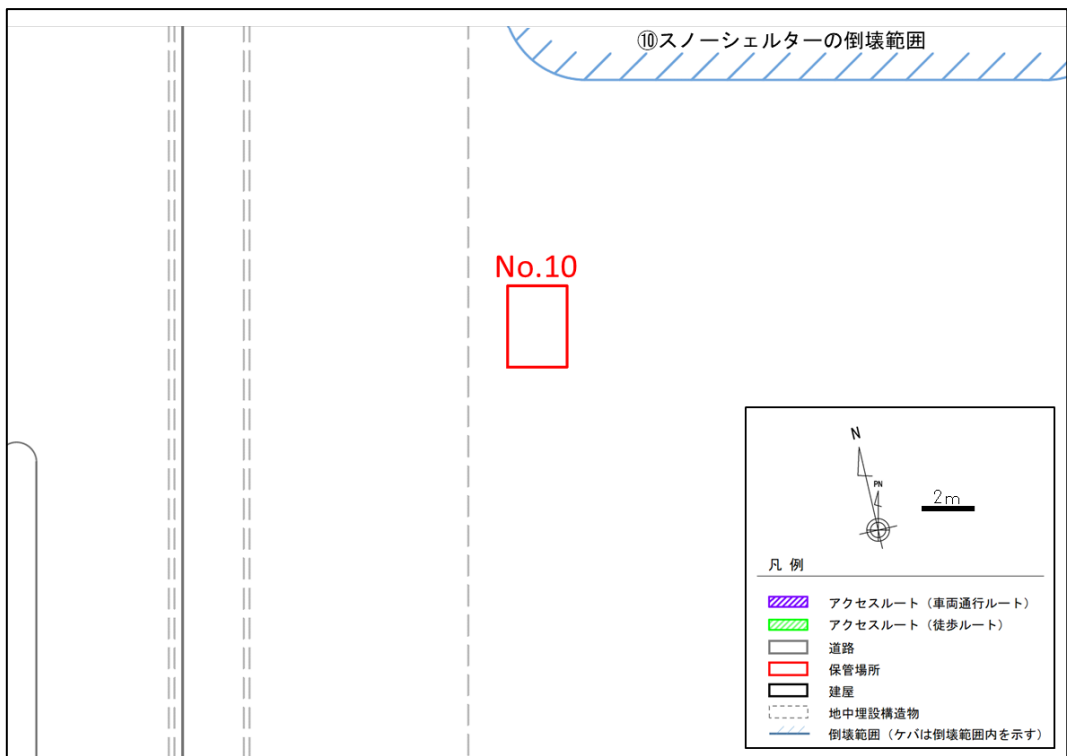 ⑩スノーシェルターの倒壊範囲
No.10
N
PN
2m
凡 例
アクセスルート（車両通行ルート）
アクセスルート（徒歩ルート）
道路
保管場所
建屋
地中埋設構造物
倒壊範囲（ケバは倒壊範囲内を示す）